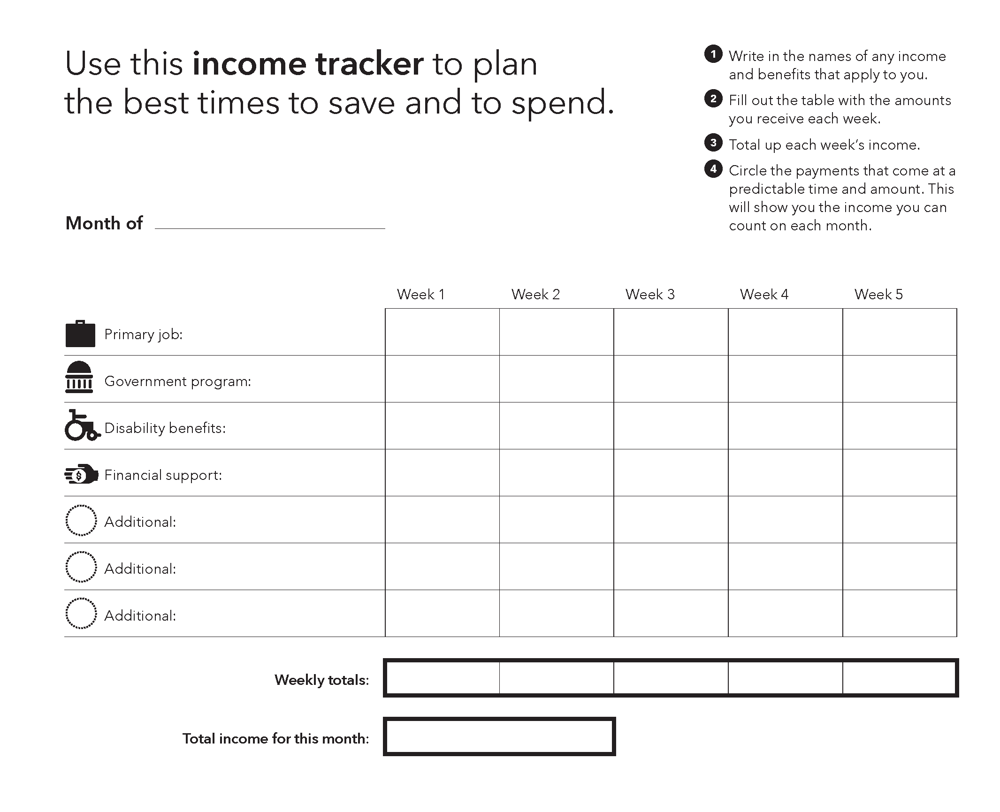 Use this income tracker to plan
the best times to save and to spend.
1 Write in the names of any income
and benefits that apply to you.
2 Fill out the table with the amounts
you receive each week.
3 Total up each week’s income.
4 Circle the payments that come at a
predictable time and amount. This
will show you the income you can
count on each month.
Month of
Week 1 Week 2 Week 3 Week 4 Week 5
Primary job:
Government program:
Disability benefits:
$ Financial support:
Additional:
Additional:
Additional:
Weekly totals:
Total income for this month: